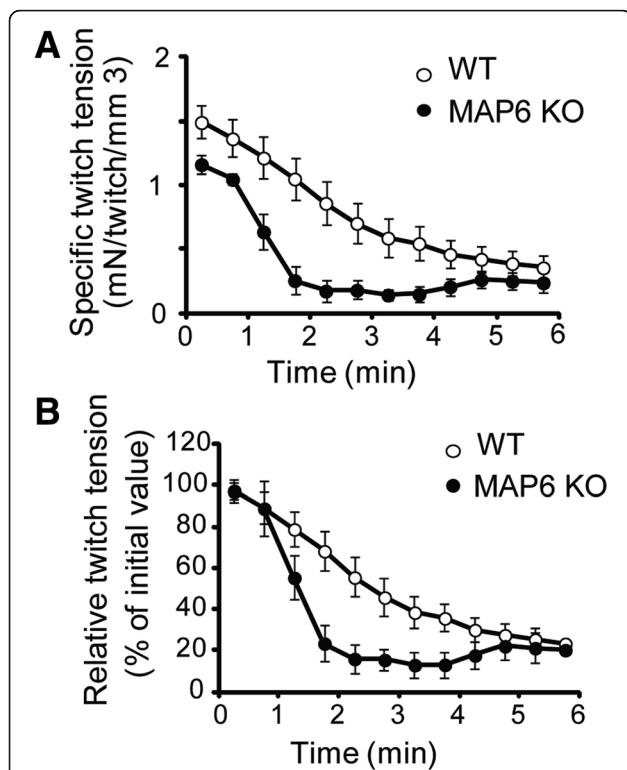 A
Specific twitch tension
(mN/twitch/mm 3)
2
1
0
WT
MAP6 KO
0 1 2 3 4 5 6
Time (min)
B
Relative twitch tension
(% of initial value)
120
100
80
60
40
20
0
WT
MAP6 KO
0 1 2 3 4 5 6
Time (min)